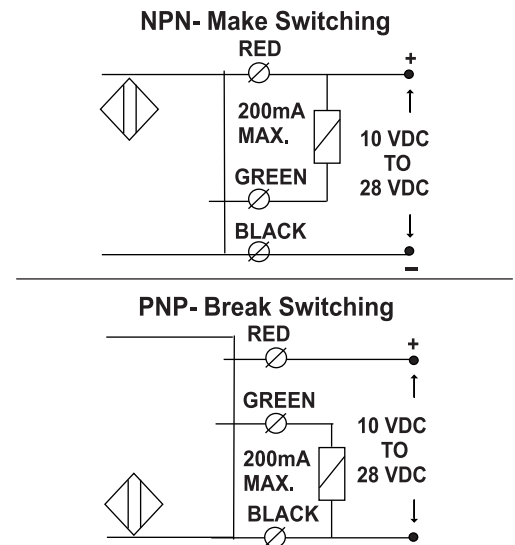 NPN- Make Switching
RED
+
200mA
MAX.
10 VDC
TO
28 VDC
GREEN
BLACK
–
PNP- Break Switching
RED
+
GREEN
10 VDC
TO
28 VDC
200mA
MAX.
BLACK